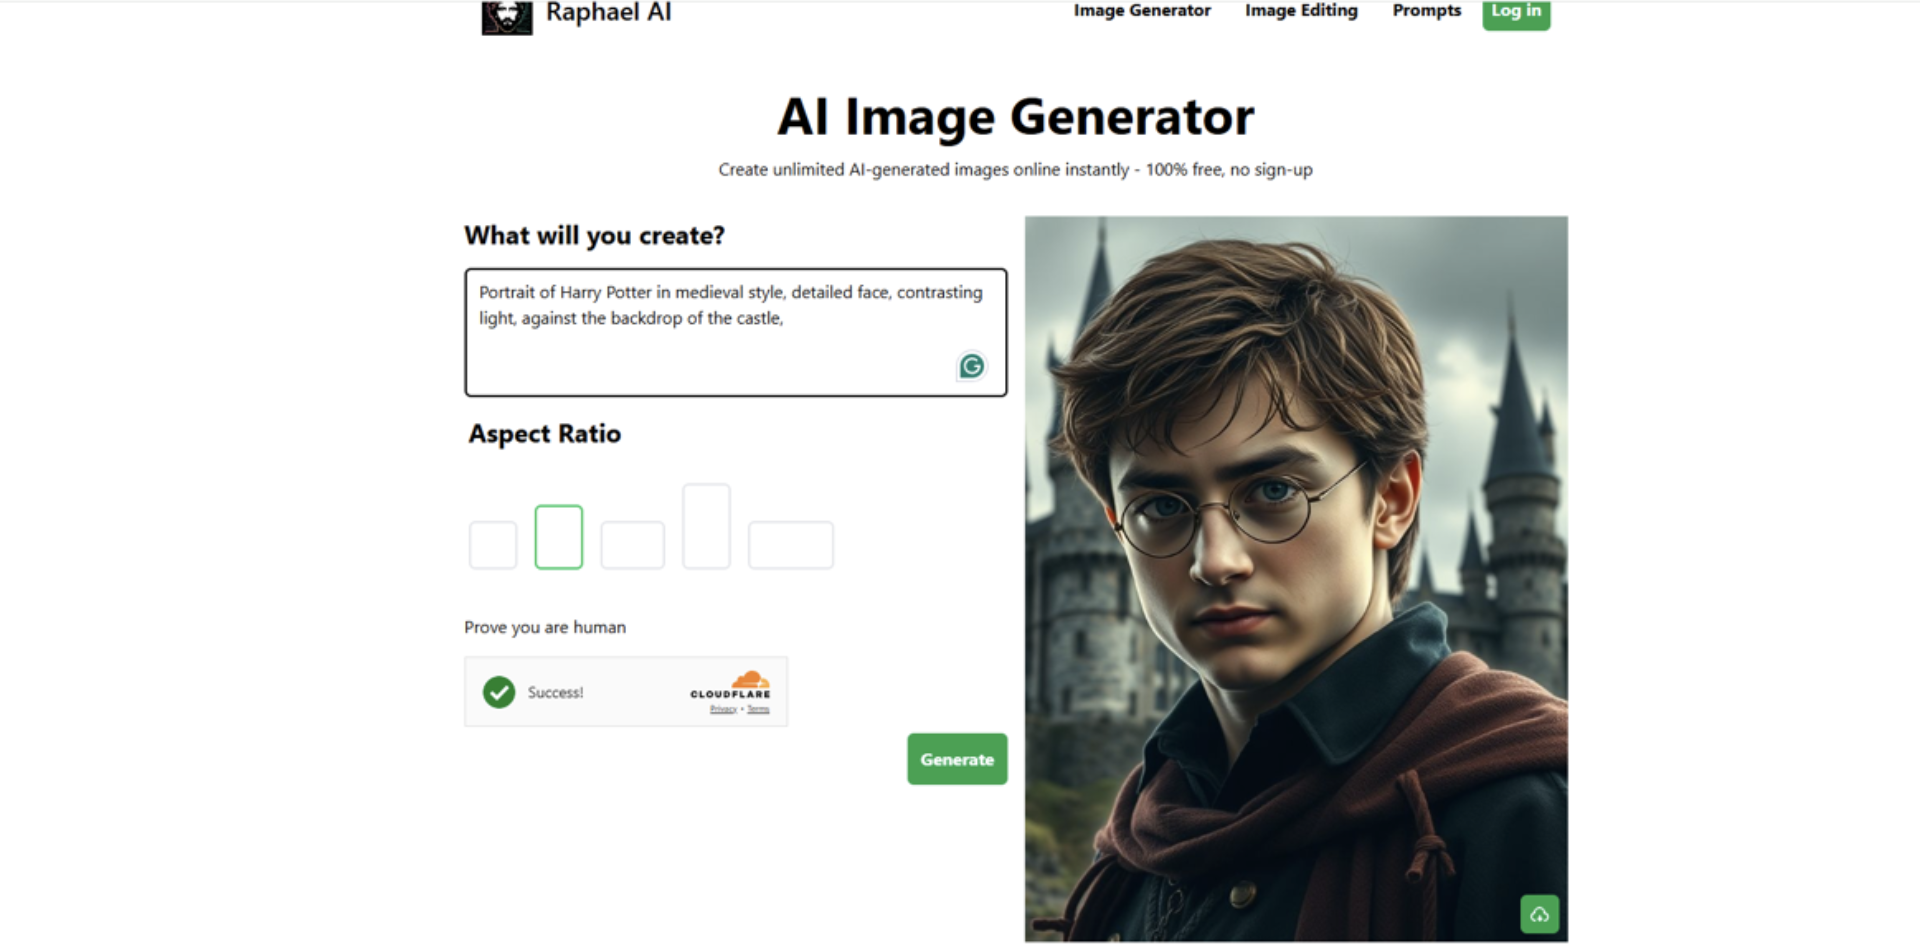 Raphael AI
Image Generator
Image Editing
Prompts
Log in
AI Image Generator
Create unlimited AI-generated images online instantly - 100% free, no sign-up
What will you create?
Portrait of Harry Potter in medieval style, detailed face, contrasting
light, against the backdrop of the castle,
Aspect Ratio
Prove you are human
Success!
CLOUDFLARE
Privacy • Terms
Generate